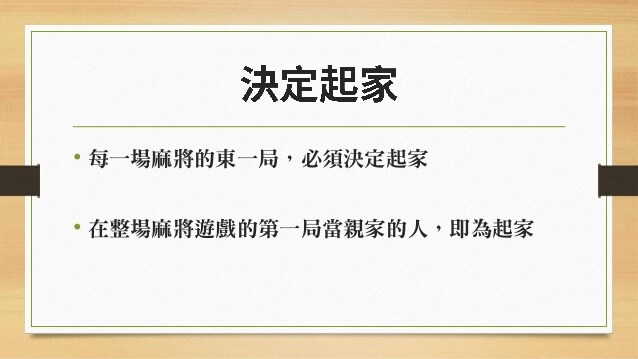 決定起家
• 每一場麻將的東一局，必須決定起家
• 在整場麻將遊戲的第一局當親家的人，即為起家